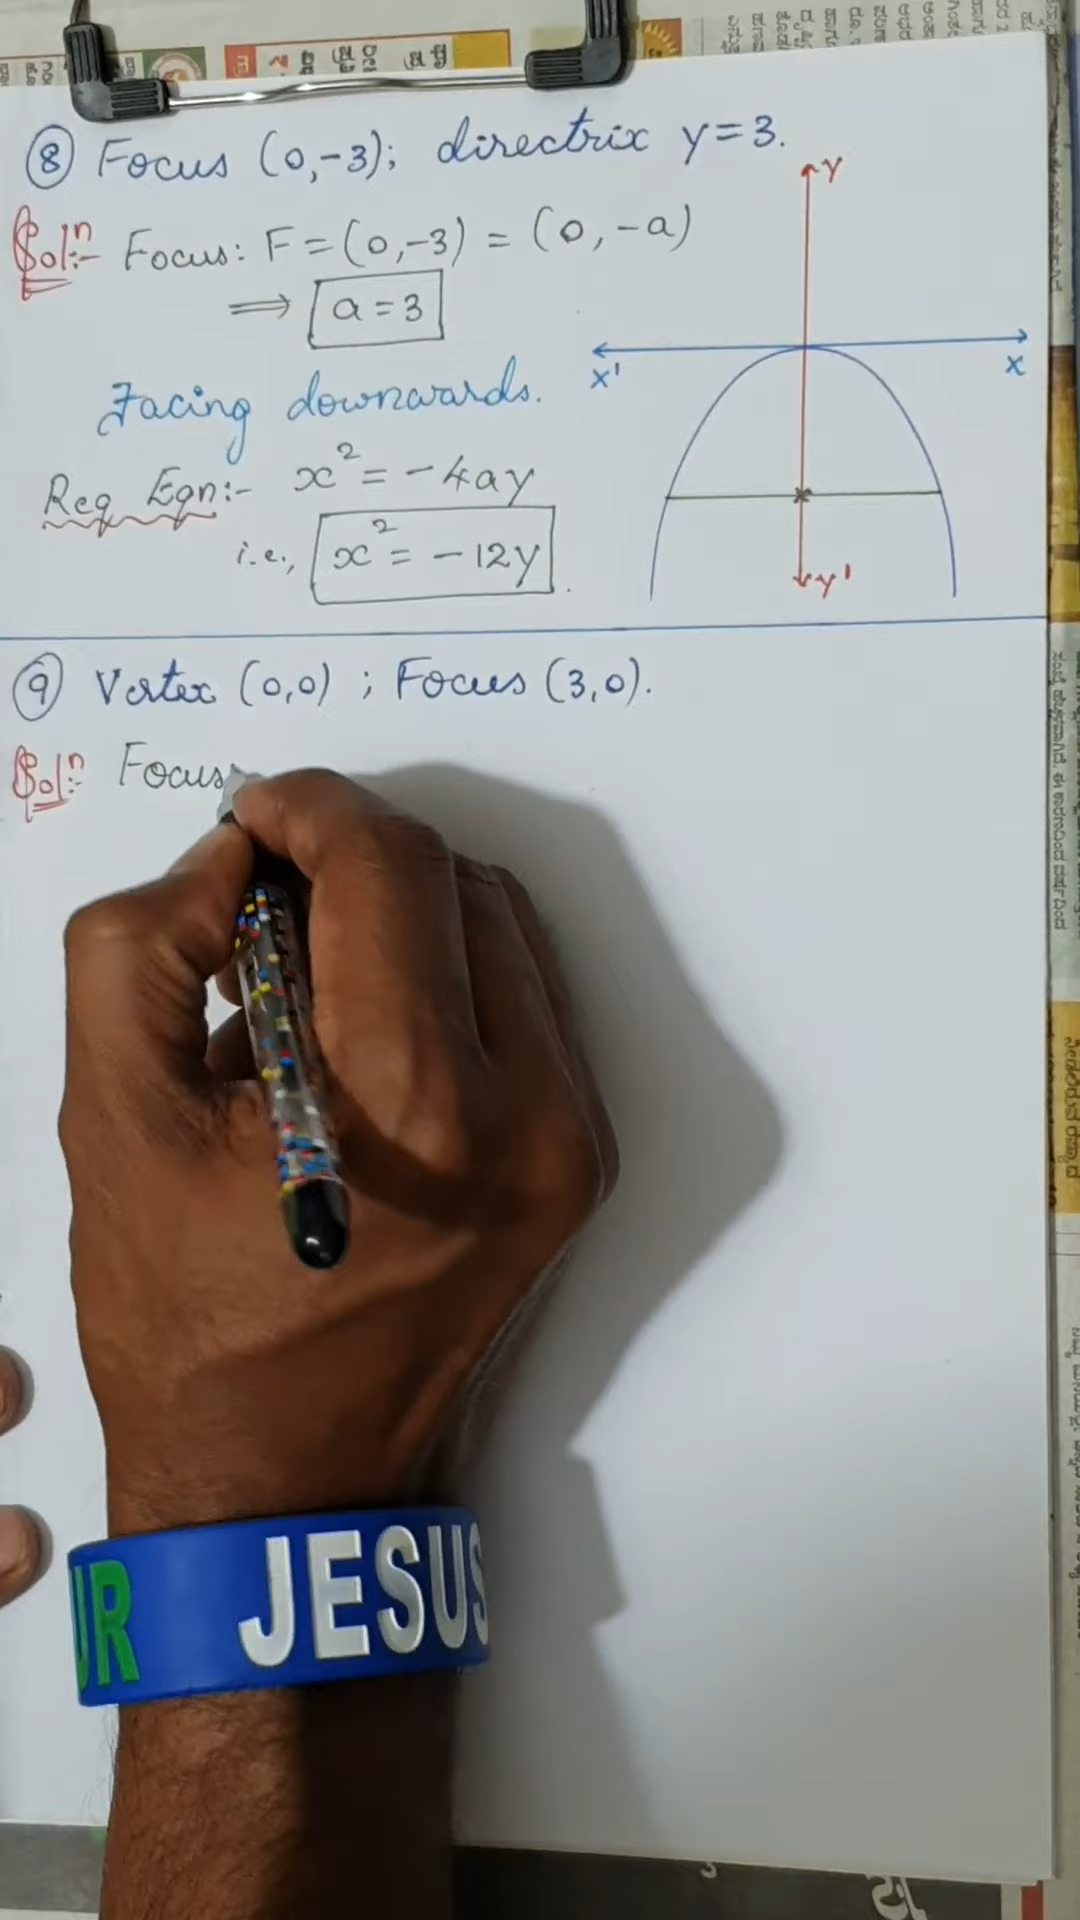 ⑧ Focus (0,-3); directrix y=3.
Solⁿ:- Focus: F = (0,-3) = (0,-a)
⟹ a = 3
Facing downwards.
Req Eqn:- x² = -4ay
i.e., x² = -12y.
Y
X' X
Y'
⑨ Vertex (0,0) ; Focus (3,0).
Solⁿ:- Focus
UR JESUS